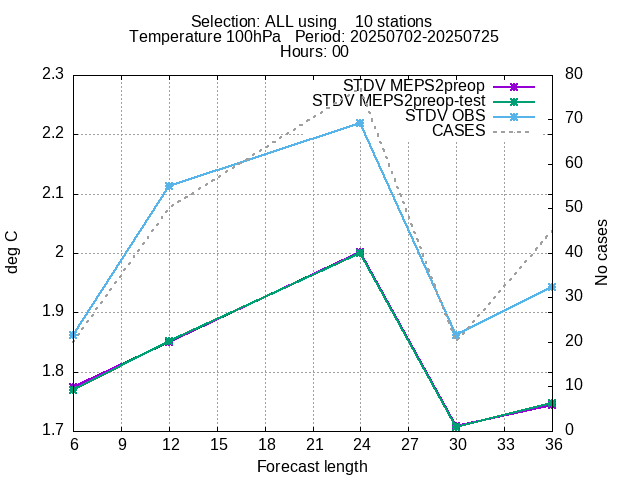 Selection: ALL using    10 stations
Temperature 100hPa   Period: 20250702-20250725
Hours: 00
2.3
2.2
2.1
2
1.9
1.8
1.7
deg C
STDV MEPS2preop
STDV MEPS2preop-test
STDV OBS
CASES
80
70
60
50
40
30
20
10
0
No cases
6 9 12 15 18 21 24 27 30 33 36
Forecast length